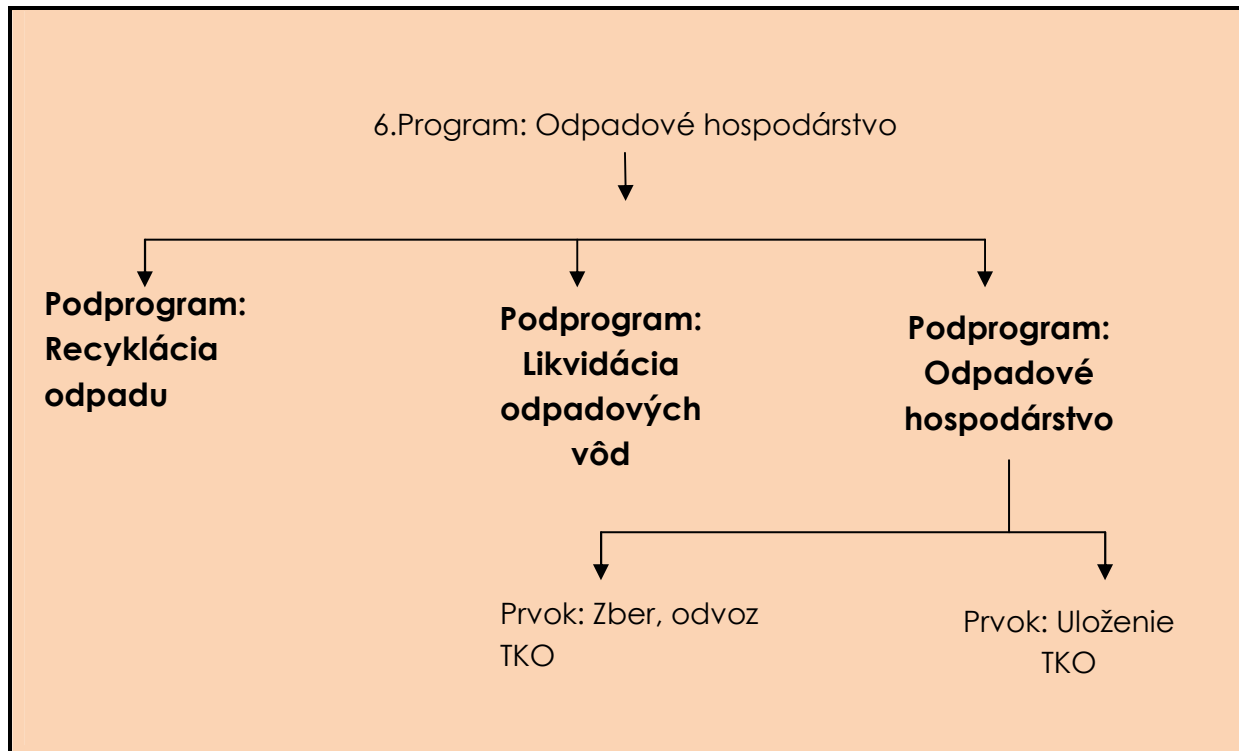 6.Program: Odpadové hospodárstvo
Podprogram:
Recyklácia
odpadu
Podprogram:
Likvidácia
odpadových
vôd
Podprogram:
Odpadové
hospodárstvo
Prvok: Zber, odvoz
TKO
Prvok: Uloženie
TKO